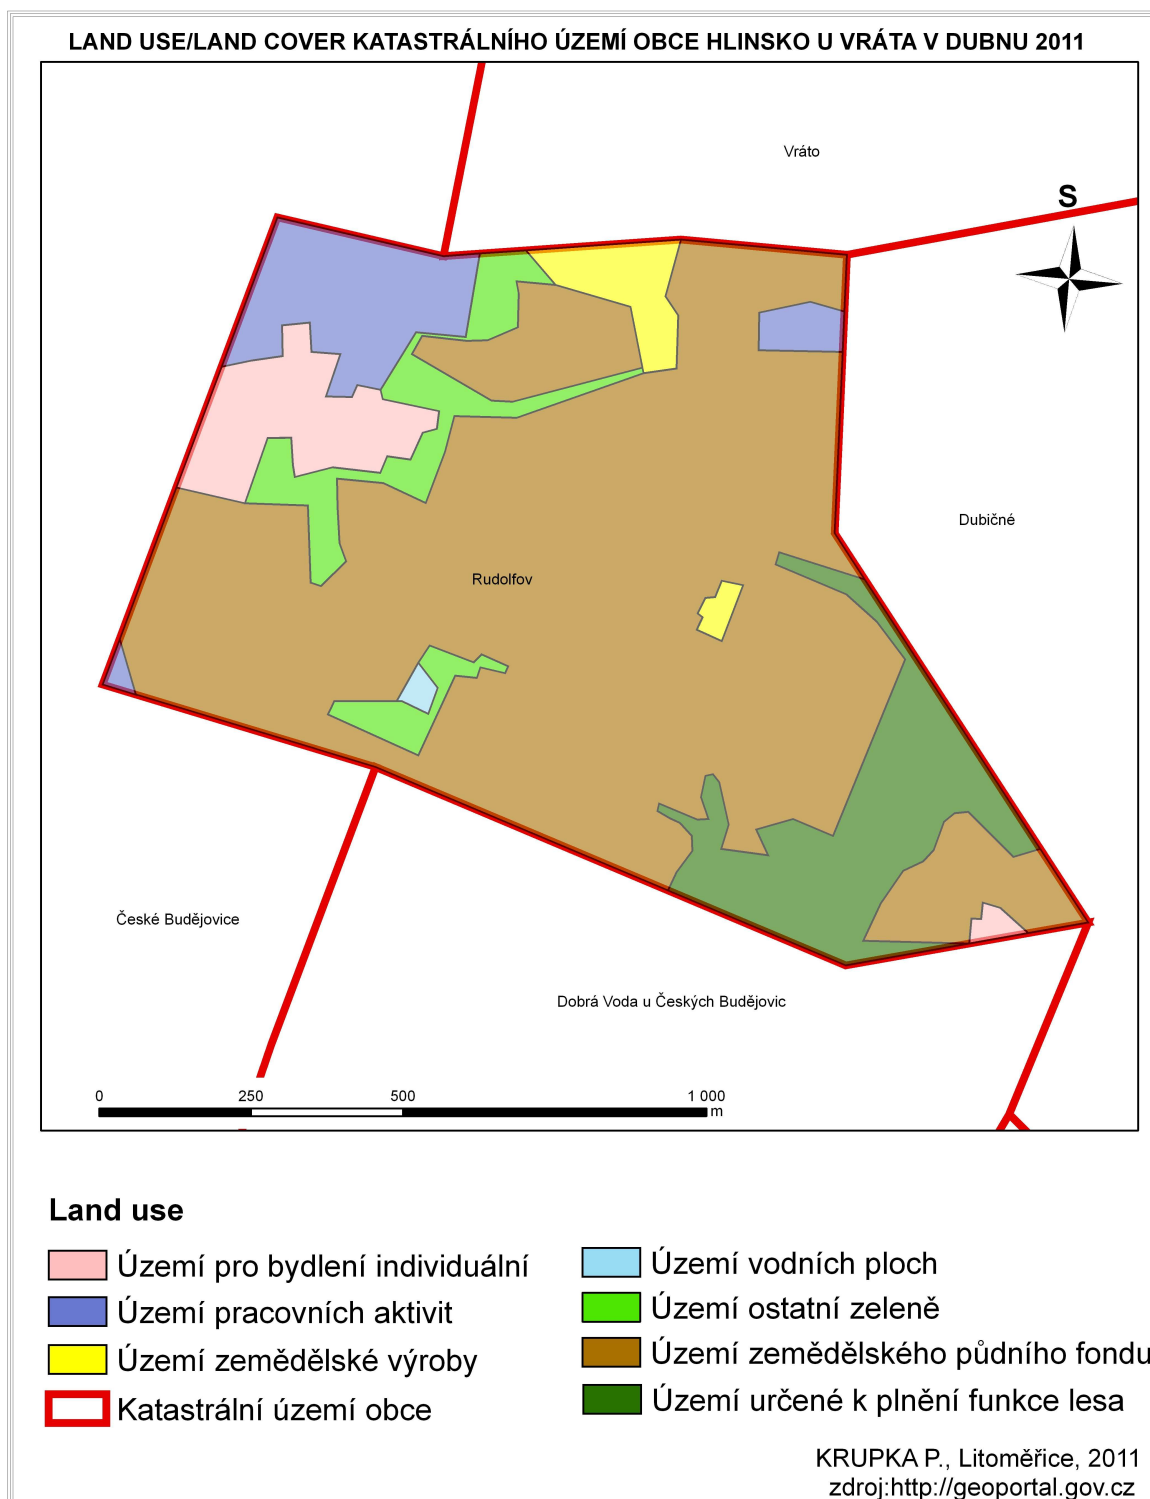 LAND USE/LAND COVER KATASTRÁLNÍHO ÚZEMÍ OBCE HLINSKO U VRÁTA V DUBNU 2011
Vráto
S
Dubičné
Rudolfov
České Budějovice
Dobrá Voda u Českých Budějovic
0 250 500 1 000
m
Land use
Území pro bydlení individuální
Území pracovních aktivit
Území zemědělské výroby
Katastrální území obce
Území vodních ploch
Území ostatní zeleně
Území zemědělského půdního fondu
Území určené k plnění funkce lesa
KRUPKA P., Litoměřice, 2011
zdroj:http://geoportal.gov.cz